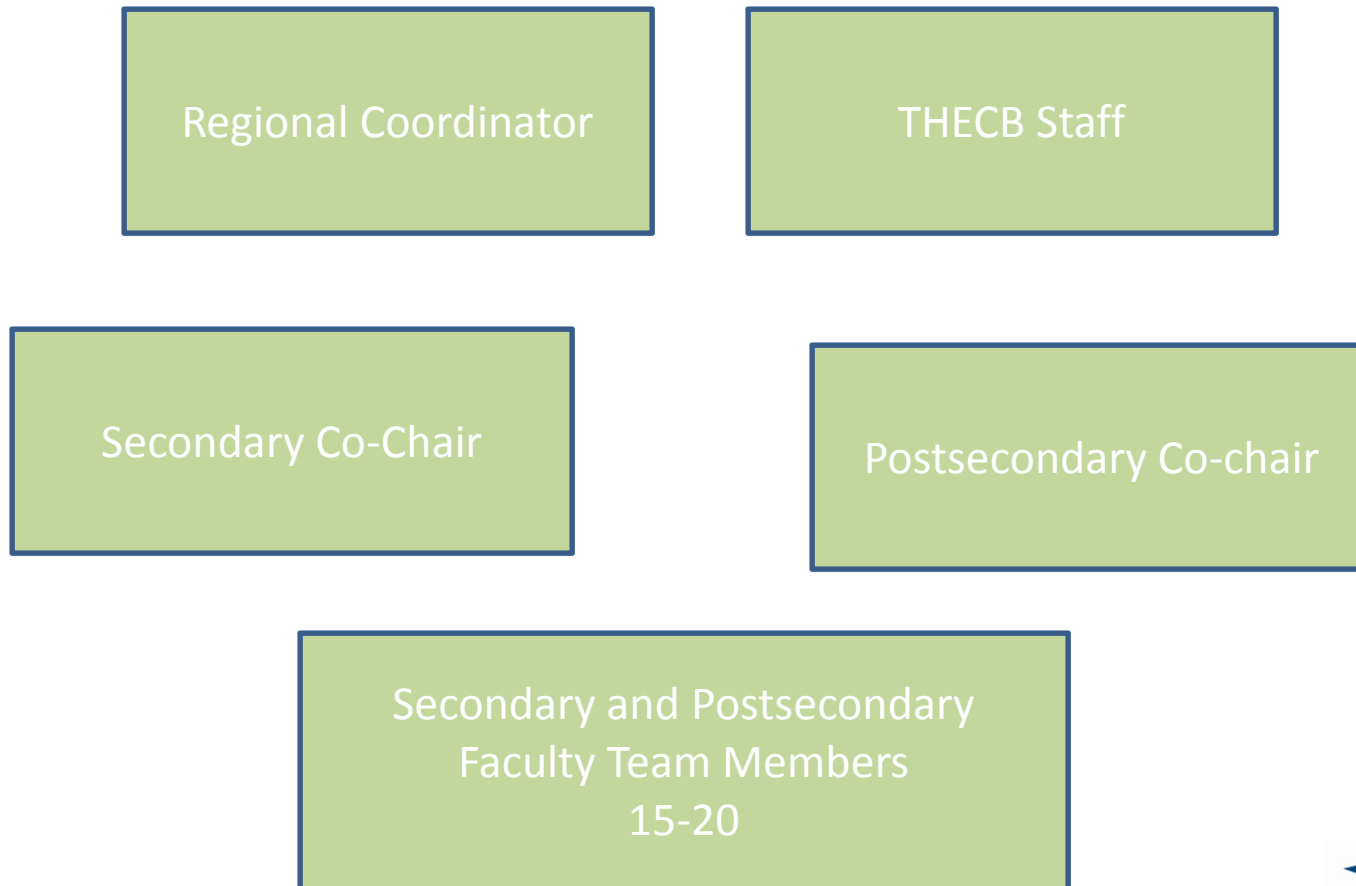 Regional Coordinator
THECB Staff
Secondary Co-Chair
Postsecondary Co-chair
Secondary and Postsecondary
Faculty Team Members
15-20